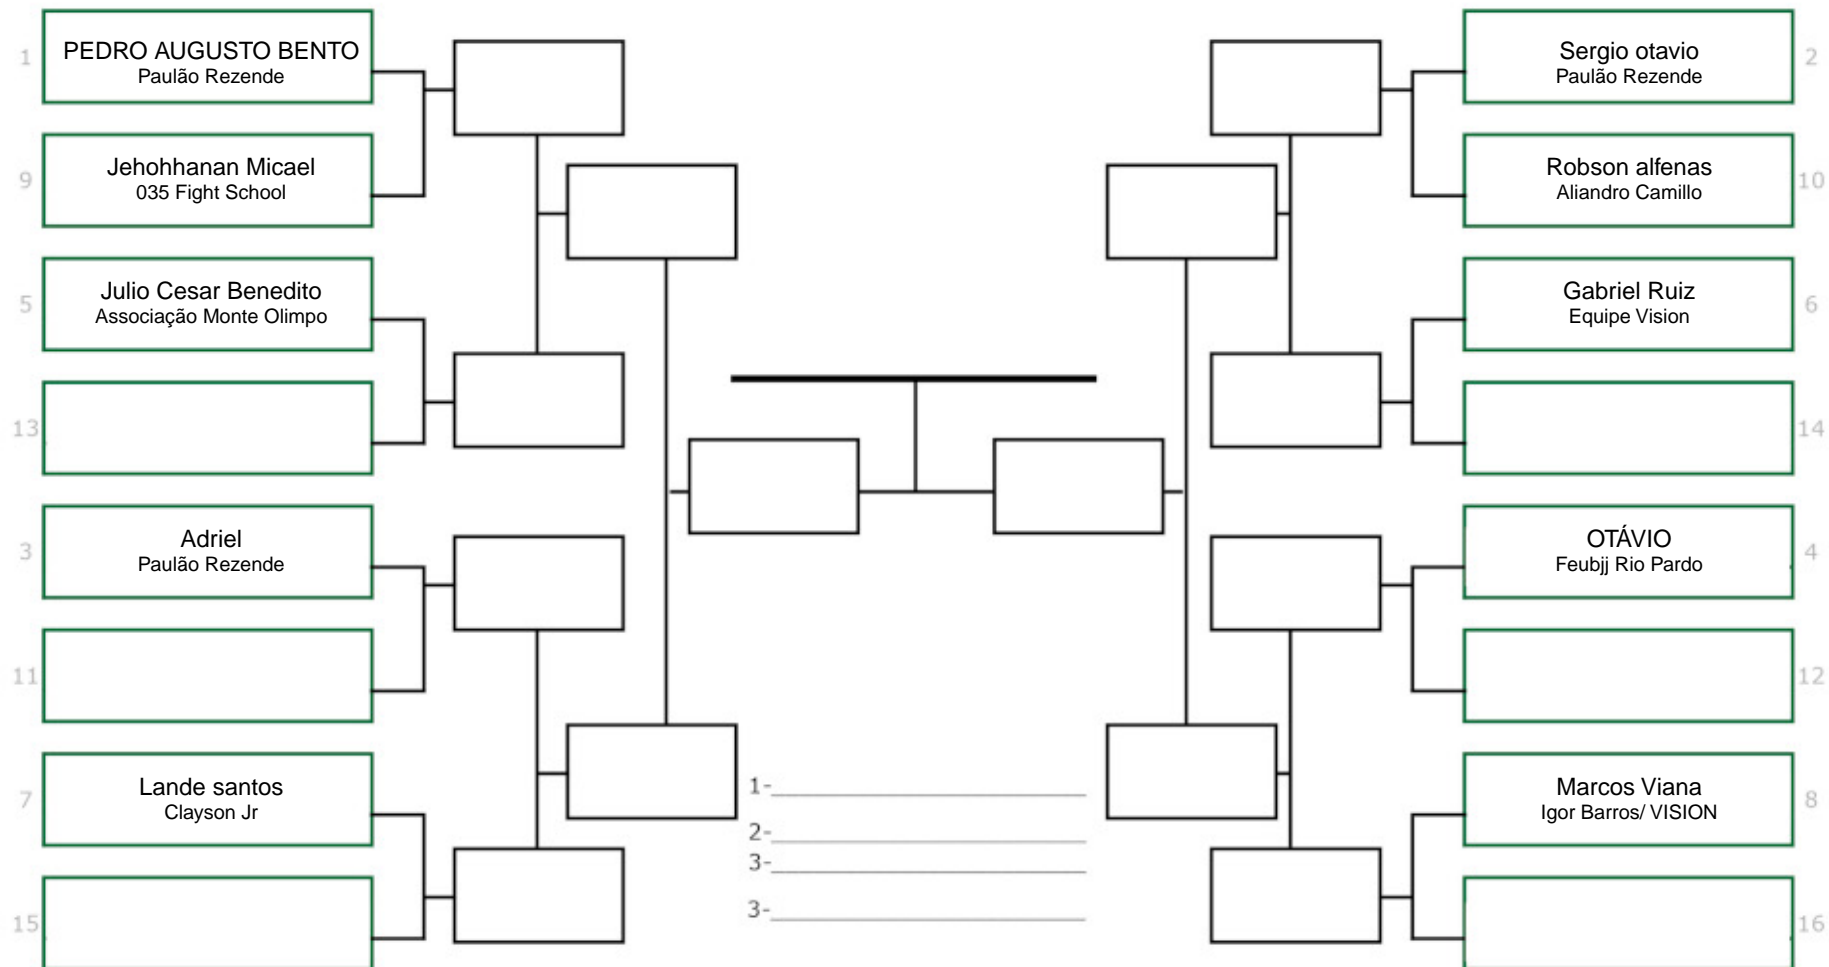 1
PEDRO AUGUSTO BENTO
Paulão Rezende
9
Jehohhanan Micael
035 Fight School
5
Julio Cesar Benedito
Associação Monte Olimpo
13
3
Adriel
Paulão Rezende
11
7
Lande santos
Clayson Jr
15
1-
2-
3-
3-
Sergio otavio
Paulão Rezende
2
Robson alfenas
Aliandro Camillo
10
Gabriel Ruiz
Equipe Vision
6
14
OTÁVIO
Feubjj Rio Pardo
4
12
Marcos Viana
Igor Barros/ VISION
8
16